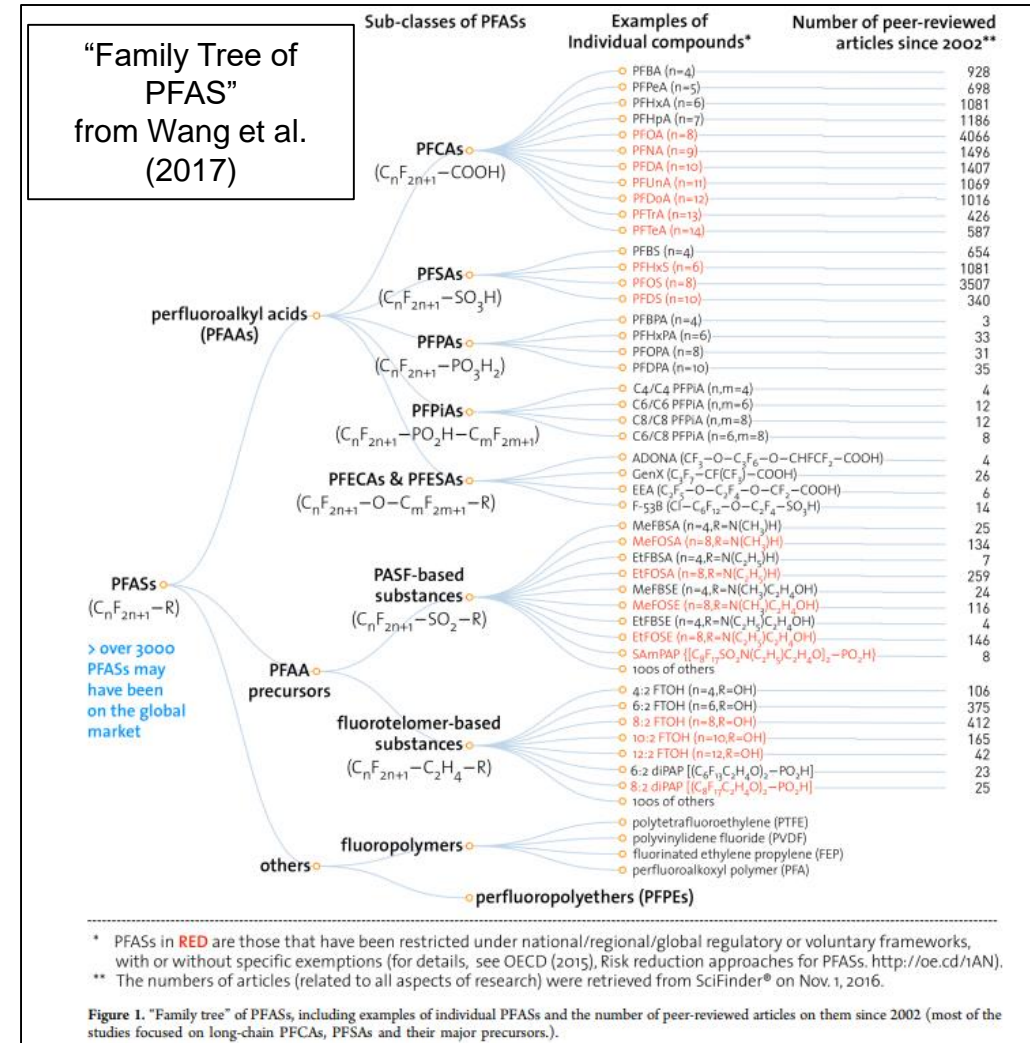 “Family Tree of
PFAS”
from Wang et al.
(2017)
Sub-classes of PFASs
Examples of
Individual compounds*
Number of peer-reviewed
articles since 2002**
PFASs
(CₙF₂ₙ₊₁–R)
> over 3000
PFASs may
have been
on the global
market
perfluoroalkyl acids
(PFAAs)
PFCAs
(CₙF₂ₙ₊₁–COOH)
PFBA (n=4) 928
PFPeA (n=5) 698
PFHxA (n=6) 1081
PFHpA (n=7) 1186
PFOA (n=8) 4066
PFNA (n=9) 1496
PFDA (n=10) 1407
PFUnA (n=11) 1069
PFDoA (n=12) 1016
PFTrA (n=13) 426
PFTeA (n=14) 587
PFSAs
(CₙF₂ₙ₊₁–SO₃H)
PFBS (n=4) 654
PFHxS (n=6) 1081
PFOS (n=8) 3507
PFDS (n=10) 340
PFPAs
(CₙF₂ₙ₊₁–PO₃H₂)
PFBPA (n=4) 3
PFHxPA (n=6) 33
PFOPA (n=8) 31
PFDPA (n=10) 35
PFPiAs
(CₙF₂ₙ₊₁–PO₂H–CₘF₂ₘ₊₁)
C4/C4 PFPiA (n,m=4) 4
C6/C6 PFPiA (n,m=6) 12
C8/C8 PFPiA (n,m=8) 12
C6/C8 PFPiA (n=6,m=8) 8
PFECAs & PFESAs
(CₙF₂ₙ₊₁–O–CₘF₂ₘ₊₁–R)
ADONA (CF₃–O–C₃F₆–O–CHFCF₂–COOH) 4
GenX (C₃F₇–CF(CF₃)–COOH) 26
EEA (C₂F₅–O–C₂F₄–O–CF₂–COOH) 6
F-53B (Cl–C₆F₁₂–O–C₂F₄–SO₃H) 14
PFAA
precursors
PASF-based
substances
(CₙF₂ₙ₊₁–SO₂–R)
MeFBSA (n=4,R=N(CH₃)H) 25
MeFOSA (n=8,R=N(CH₃)H) 134
EtFBSA (n=4,R=N(C₂H₅)H) 7
EtFOSA (n=8,R=N(C₂H₅)H) 259
MeFBSE (n=4,R=N(CH₃)C₂H₄OH) 24
MeFOSE (n=8,R=N(CH₃)C₂H₄OH) 116
EtFBSE (n=4,R=N(C₂H₅)C₂H₄OH) 4
EtFOSE (n=8,R=N(C₂H₅)C₂H₄OH) 146
SAmPAP {[C₈F₁₇SO₂N(C₂H₅)C₂H₄O]₂–PO₂H} 8
100s of others
fluorotelomer-based
substances
(CₙF₂ₙ₊₁–C₂H₄–R)
4:2 FTOH (n=4,R=OH) 106
6:2 FTOH (n=6,R=OH) 375
8:2 FTOH (n=8,R=OH) 412
10:2 FTOH (n=10,R=OH) 165
12:2 FTOH (n=12,R=OH) 42
6:2 diPAP [(C₆F₁₃C₂H₄O)₂–PO₂H] 23
8:2 diPAP [(C₈F₁₇C₂H₄O)₂–PO₂H] 25
100s of others
others
fluoropolymers
polytetrafluoroethylene (PTFE)
polyvinylidene fluoride (PVDF)
fluorinated ethylene propylene (FEP)
perfluoroalkoxyl polymer (PFA)
perfluoropolyethers (PFPEs)
* PFASs in RED are those that have been restricted under national/regional/global regulatory or voluntary frameworks,
with or without specific exemptions (for details, see OECD (2015), Risk reduction approaches for PFASs. http://oe.cd/1AN).
** The numbers of articles (related to all aspects of research) were retrieved from SciFinder® on Nov. 1, 2016.
Figure 1. “Family tree” of PFASs, including examples of individual PFASs and the number of peer-reviewed articles on them since 2002 (most of the
studies focused on long-chain PFCAs, PFSAs and their major precursors.).